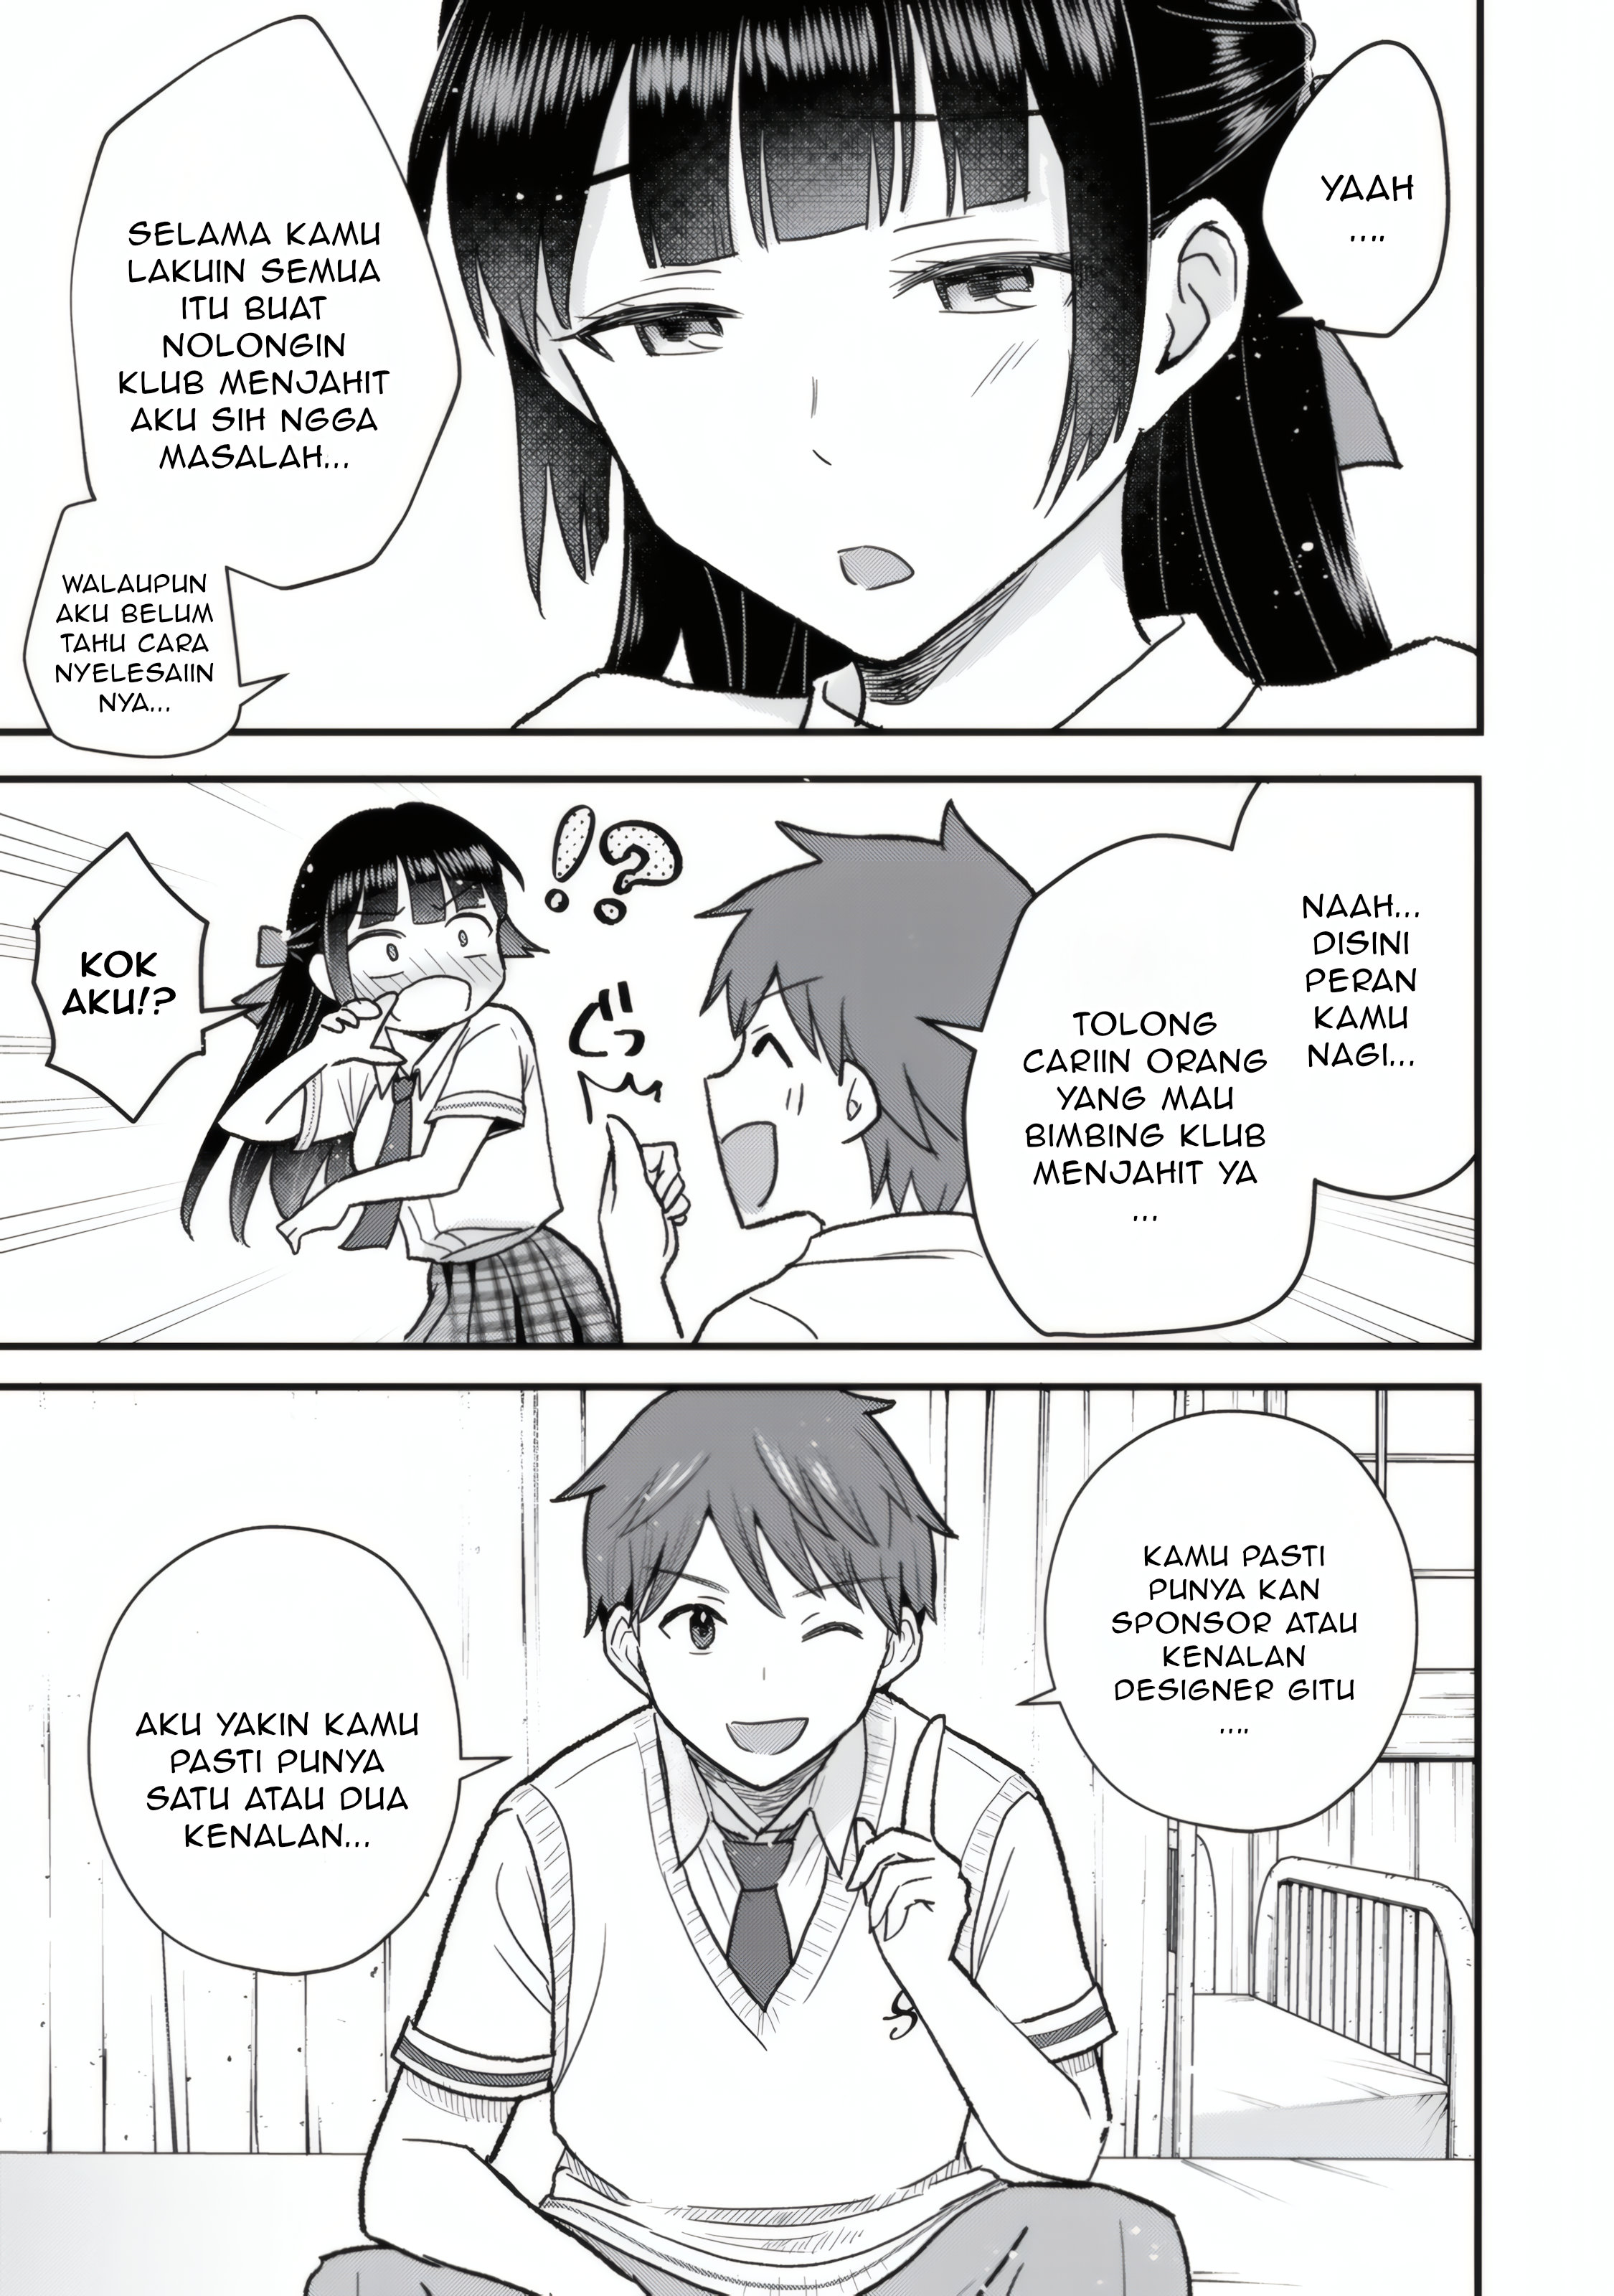 YAAH
....
SELAMA KAMU
LAKUIN SEMUA
ITU BUAT
NOLONGIN
KLUB MENJAHIT
AKU SIH NGGA
MASALAH...
WALAUPUN
AKU BELUM
TAHU CARA
NYELESAIIN
NYA...
NAAH...
DISINI
PERAN
KAMU
NAGI...
TOLONG
CARIIN ORANG
YANG MAU
BIMBING KLUB
MENJAHIT YA
...
!?
ぐっ
KOK
AKU!?
KAMU PASTI
PUNYA KAN
SPONSOR ATAU
KENALAN
DESIGNER GITU
....
AKU YAKIN KAMU
PASTI PUNYA
SATU ATAU DUA
KENALAN...
S